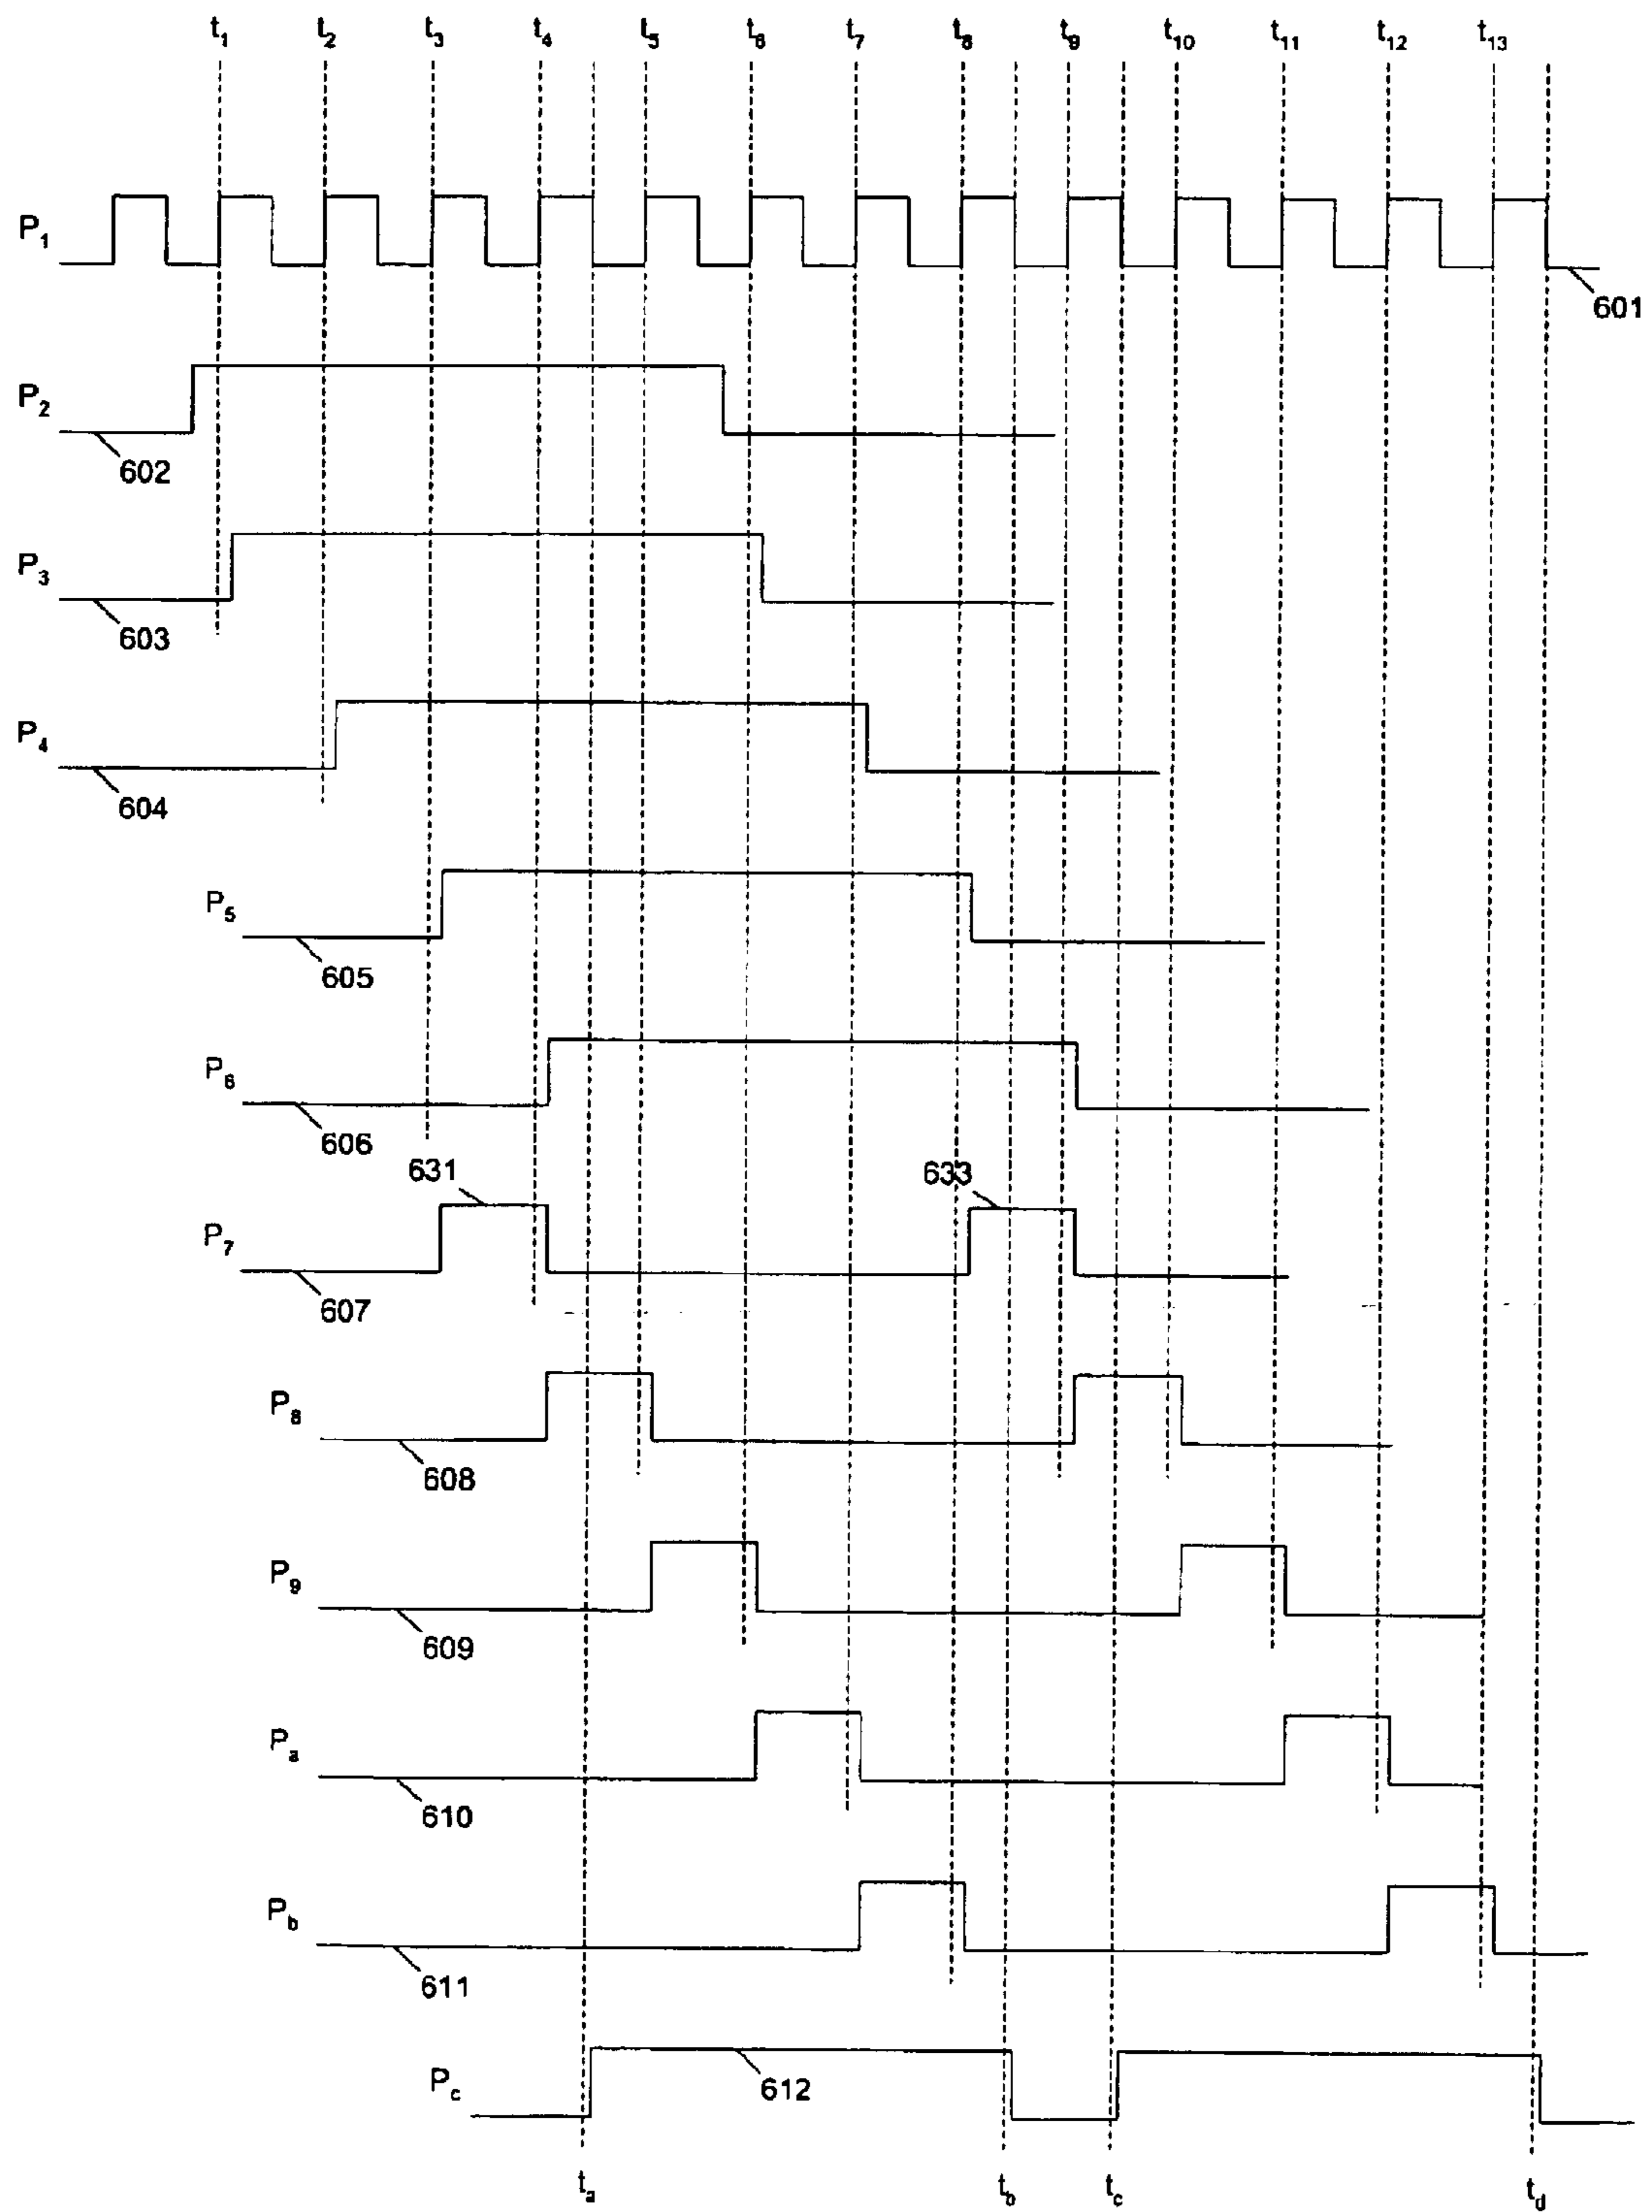 t1 t2 t3 t4 t5 t6 t7 t8 t9 t10 t11 t12 t13
P1
601
P2
602
P3
603
P4
604
P5
605
P6
606
631 633
P7
607
P8
608
P9
609
Pa
610
Pb
611
Pc
612
ta tb tc td